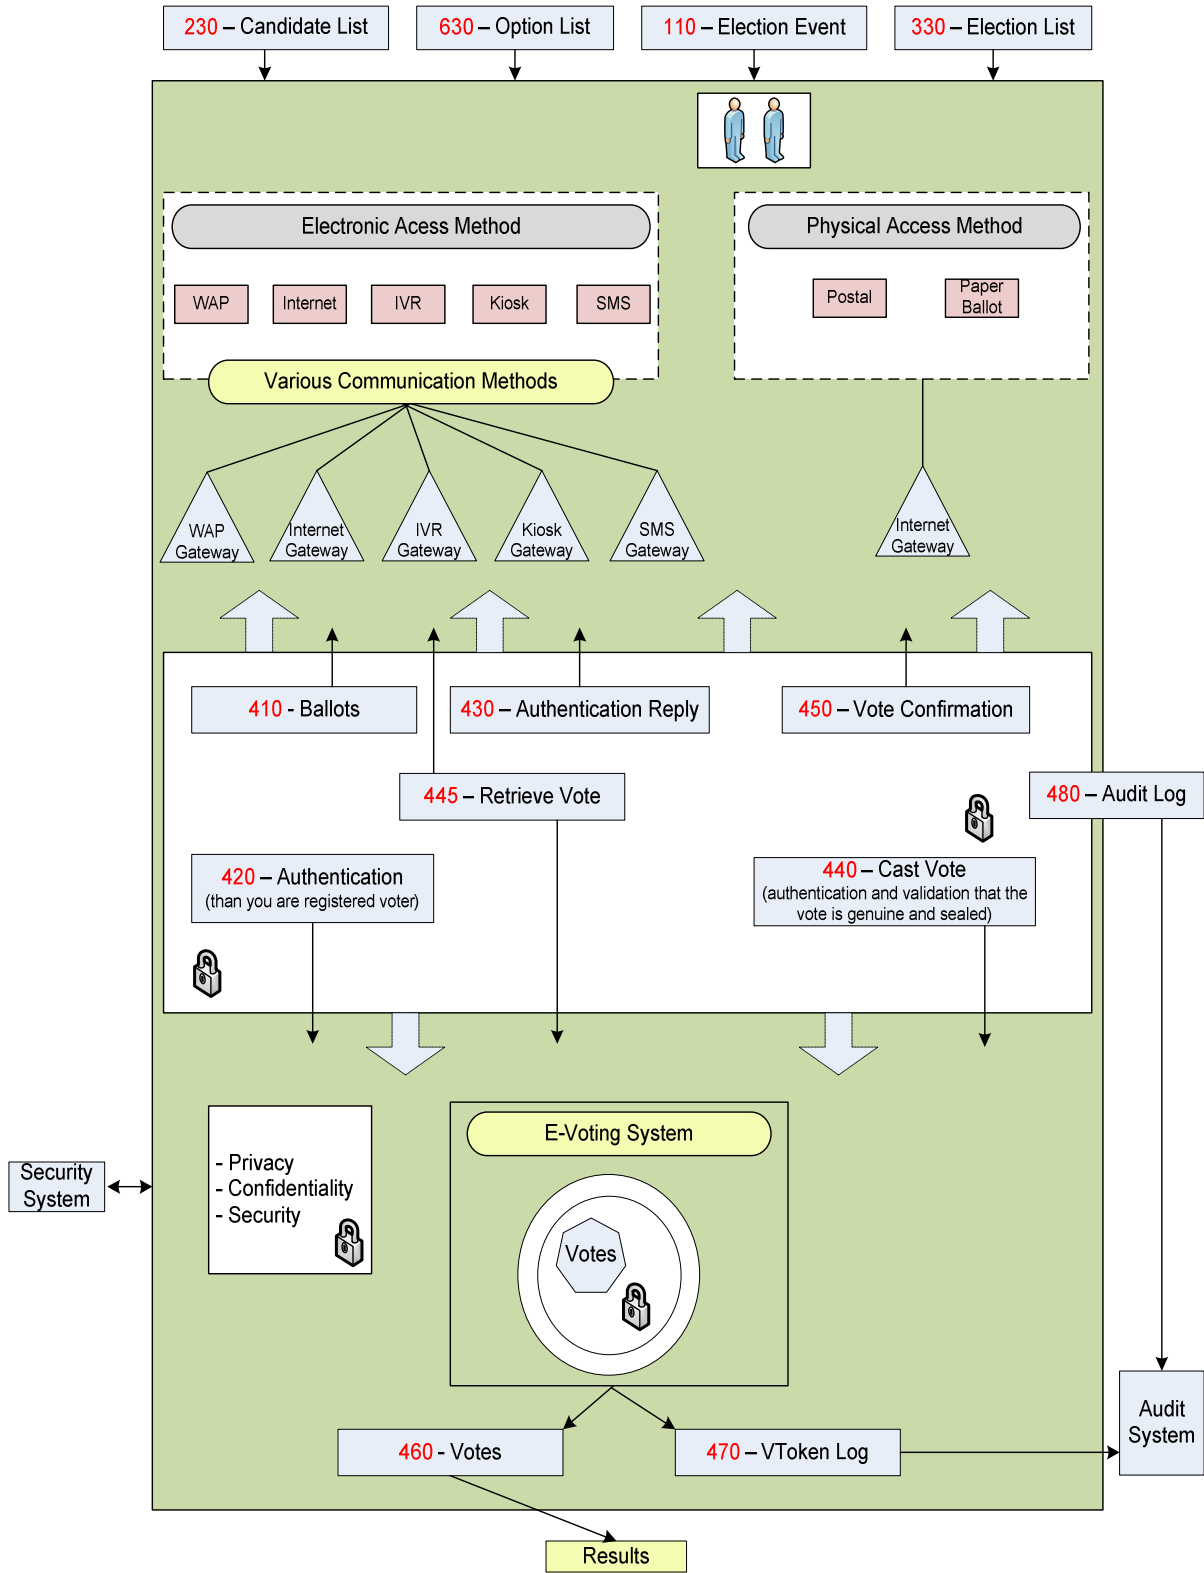 230 – Candidate List
630 – Option List
110 – Election Event
330 – Election List
Electronic Acess Method
Physical Access Method
WAP
Internet
IVR
Kiosk
SMS
Postal
Paper
Ballot
Various Communication Methods
WAP
Gateway
Internet
Gateway
IVR
Gateway
Kiosk
Gateway
SMS
Gateway
Internet
Gateway
410 - Ballots
430 – Authentication Reply
450 – Vote Confirmation
445 – Retrieve Vote
480 – Audit Log
420 – Authentication
(than you are registered voter)
440 – Cast Vote
(authentication and validation that the
vote is genuine and sealed)
- Privacy
- Confidentiality
- Security
E-Voting System
Security
System
Votes
Audit
System
460 - Votes
470 – VToken Log
Results